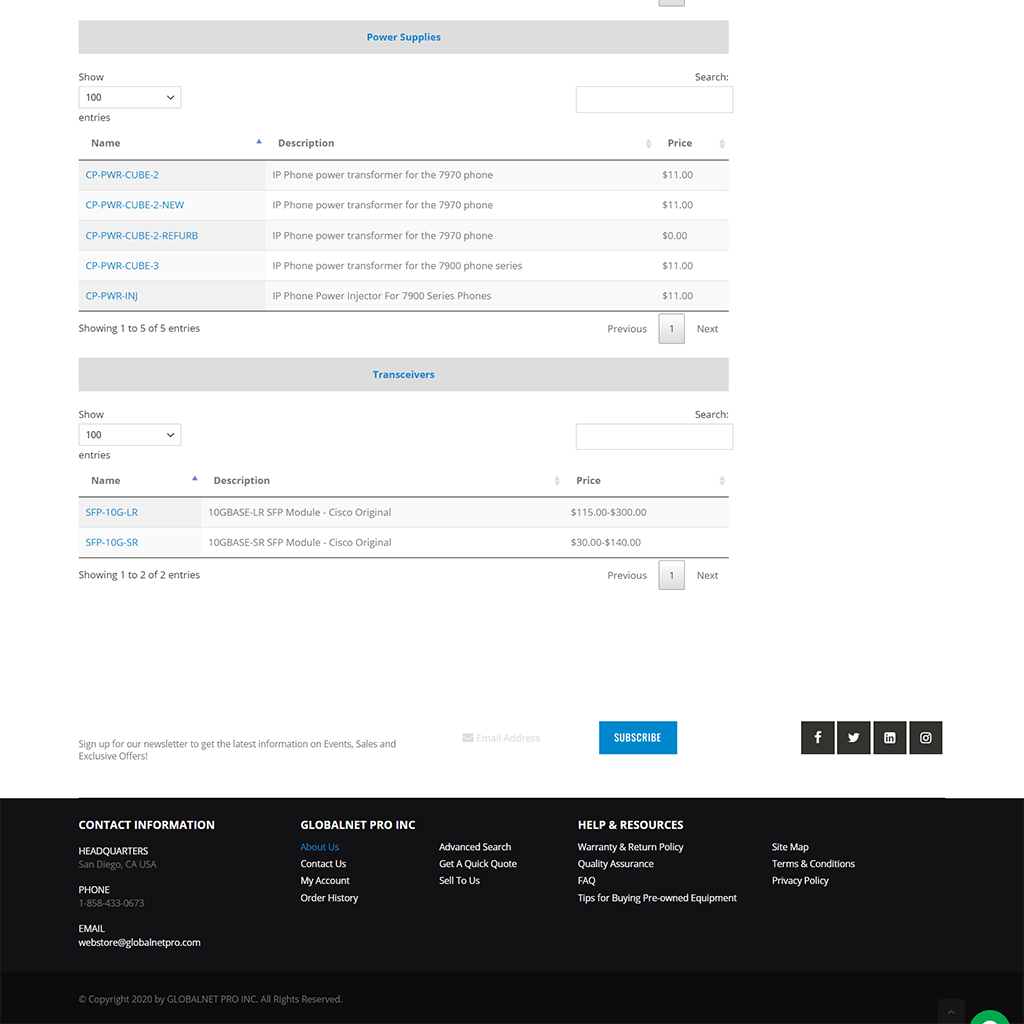 Power Supplies
Show
Search:
100
entries
Name Description Price
CP-PWR-CUBE-2 IP Phone power transformer for the 7970 phone $11.00
CP-PWR-CUBE-2-NEW IP Phone power transformer for the 7970 phone $11.00
CP-PWR-CUBE-2-REFURB IP Phone power transformer for the 7970 phone $0.00
CP-PWR-CUBE-3 IP Phone power transformer for the 7900 phone series $11.00
CP-PWR-INJ IP Phone Power Injector For 7900 Series Phones $11.00
Showing 1 to 5 of 5 entries Previous 1 Next
Transceivers
Show
Search:
100
entries
Name Description Price
SFP-10G-LR 10GBASE-LR SFP Module - Cisco Original $115.00-$300.00
SFP-10G-SR 10GBASE-SR SFP Module - Cisco Original $30.00-$140.00
Showing 1 to 2 of 2 entries Previous 1 Next
Sign up for our newsletter to get the latest information on Events, Sales and
Exclusive Offers!
Email Address
SUBSCRIBE
CONTACT INFORMATION
HEADQUARTERS
San Diego, CA USA
PHONE
1-858-433-0673
EMAIL
webstore@globalnetpro.com
GLOBALNET PRO INC
About Us
Contact Us
My Account
Order History
Advanced Search
Get A Quick Quote
Sell To Us
HELP & RESOURCES
Warranty & Return Policy
Quality Assurance
FAQ
Tips for Buying Pre-owned Equipment
Site Map
Terms & Conditions
Privacy Policy
© Copyright 2020 by GLOBALNET PRO INC. All Rights Reserved.